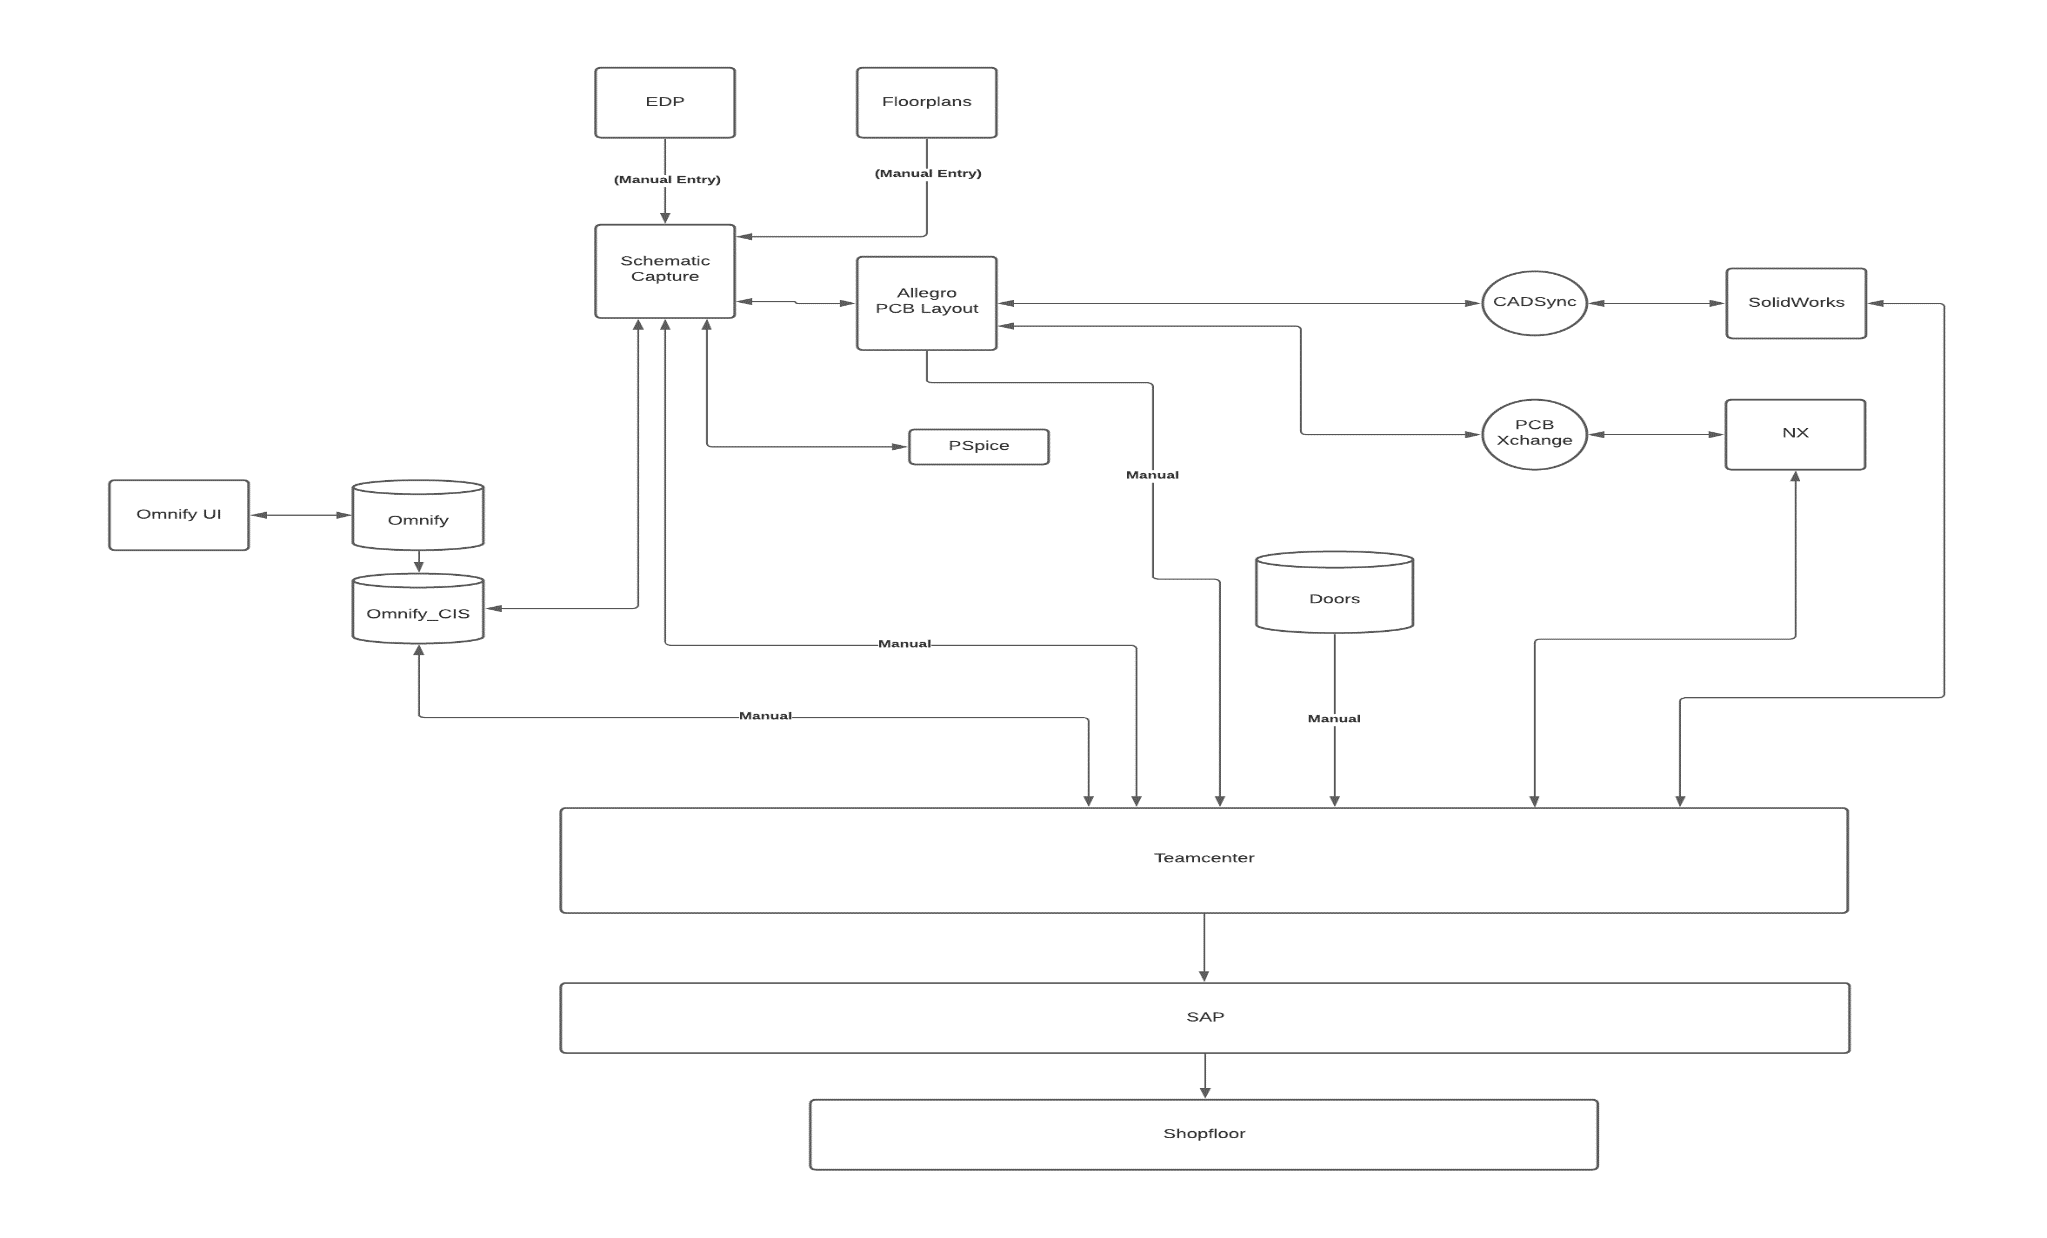 EDP
Floorplans
(Manual Entry)
(Manual Entry)
Schematic
Capture
Allegro
PCB Layout
CADSync
SolidWorks
PCB
Xchange
NX
PSpice
Manual
Omnify UI
Omnify
Doors
Omnify_CIS
Manual
Manual
Manual
Teamcenter
SAP
Shopfloor